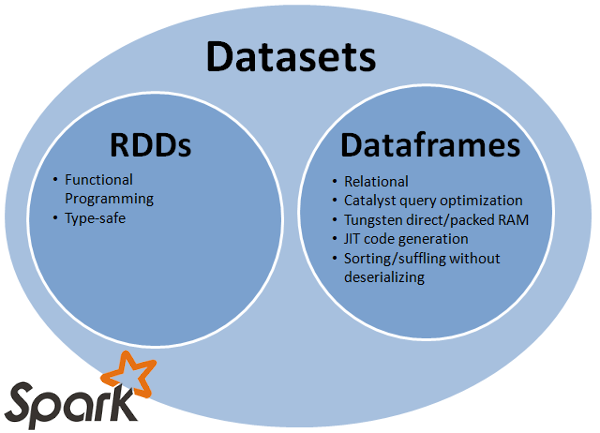 Datasets
RDDs
• Functional
Programming
• Type-safe
Dataframes
• Relational
• Catalyst query optimization
• Tungsten direct/packed RAM
• JIT code generation
• Sorting/suffling without
deserializing
Spark